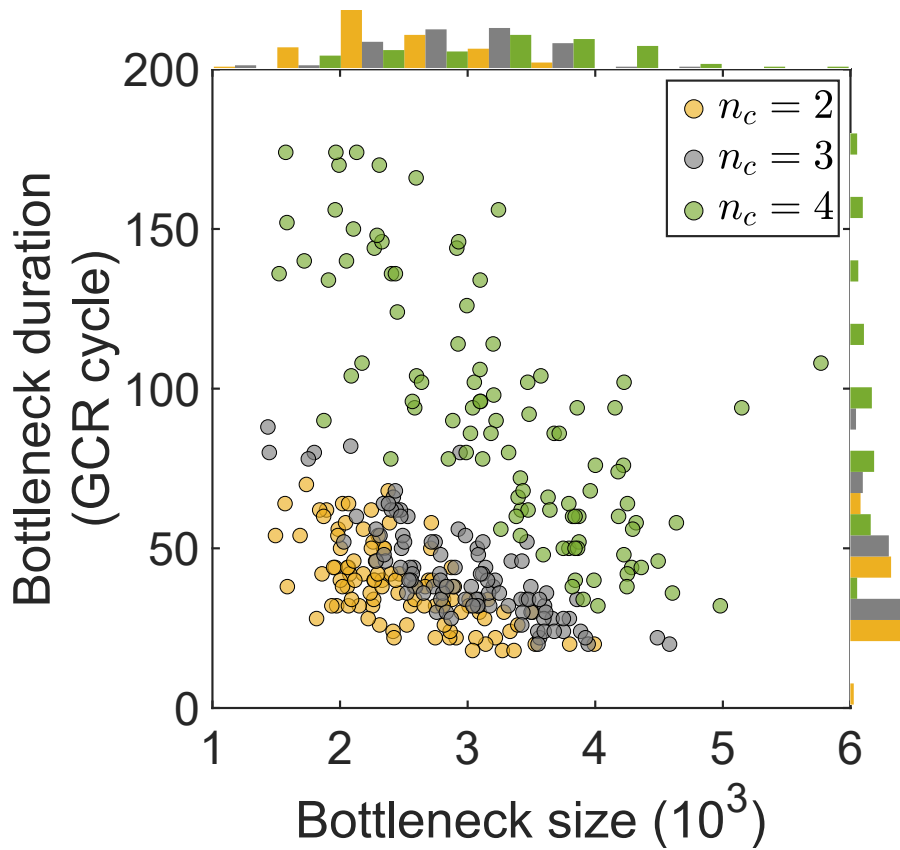 200
150
100
50
0
1 2 3 4 5 6
Bottleneck duration
(GCR cycle)
Bottleneck size (10³)
n_c = 2
n_c = 3
n_c = 4